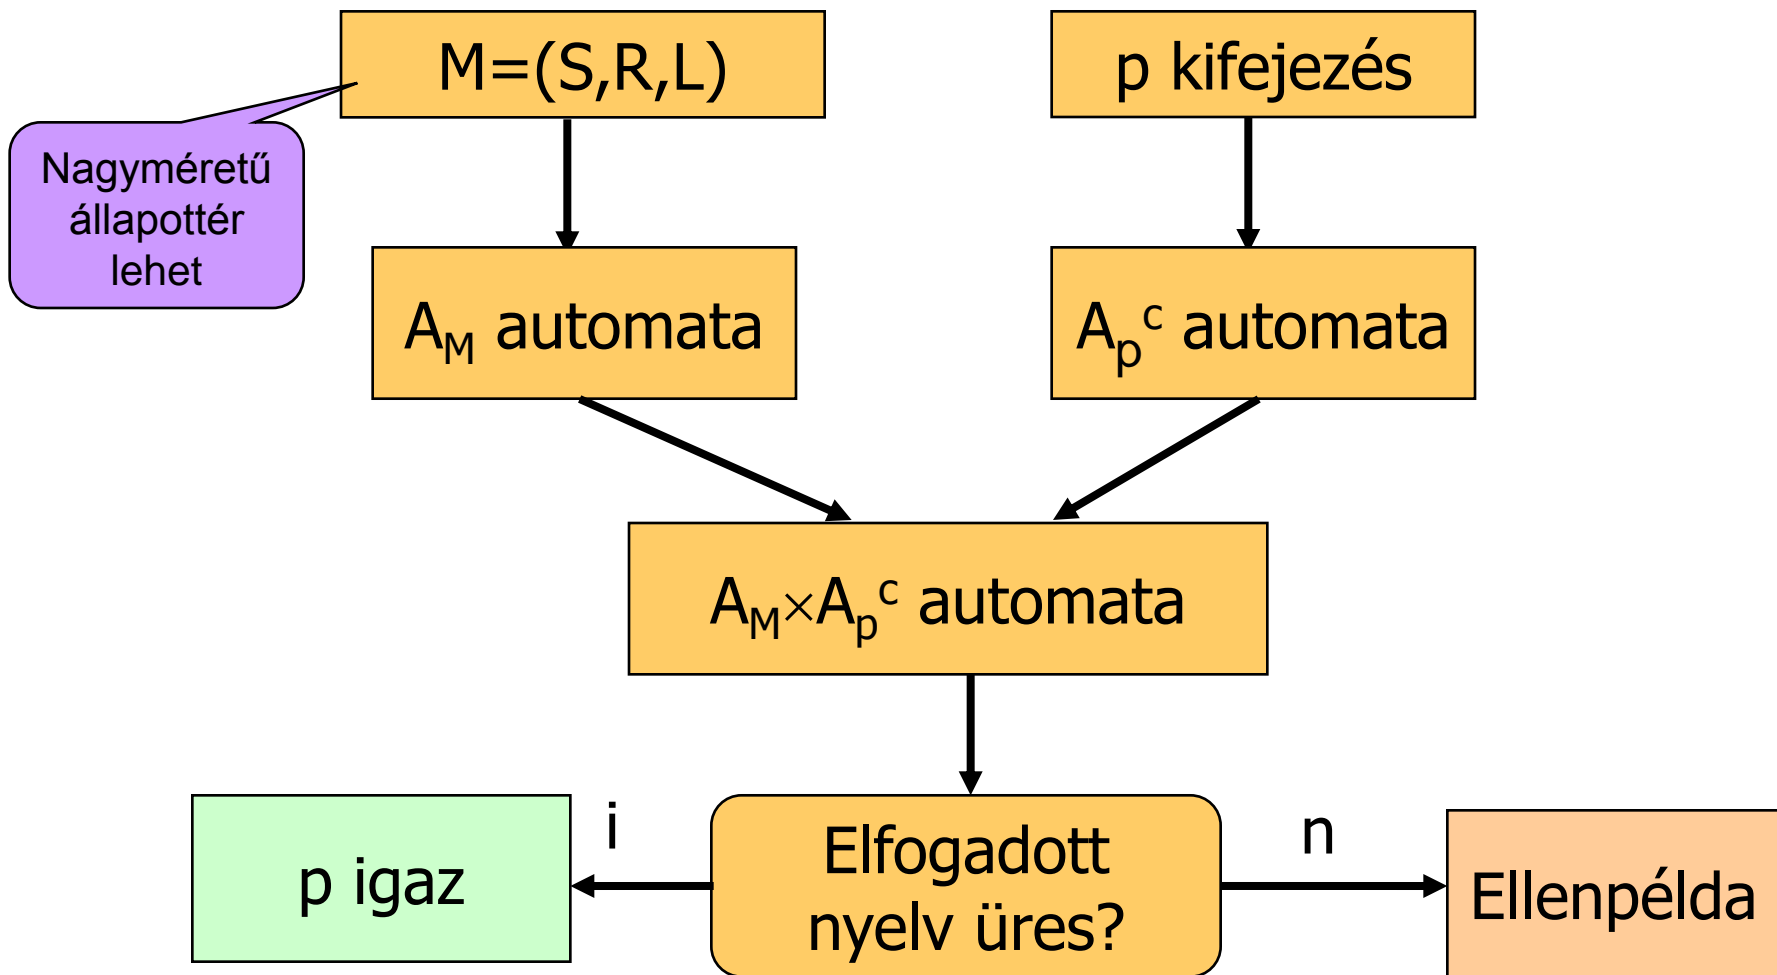 M=(S,R,L)
p kifejezés
Nagyméretű
állapottér
lehet
A_M automata
A_p^c automata
A_M×A_p^c automata
p igaz
i
Elfogadott
nyelv üres?
n
Ellenpélda